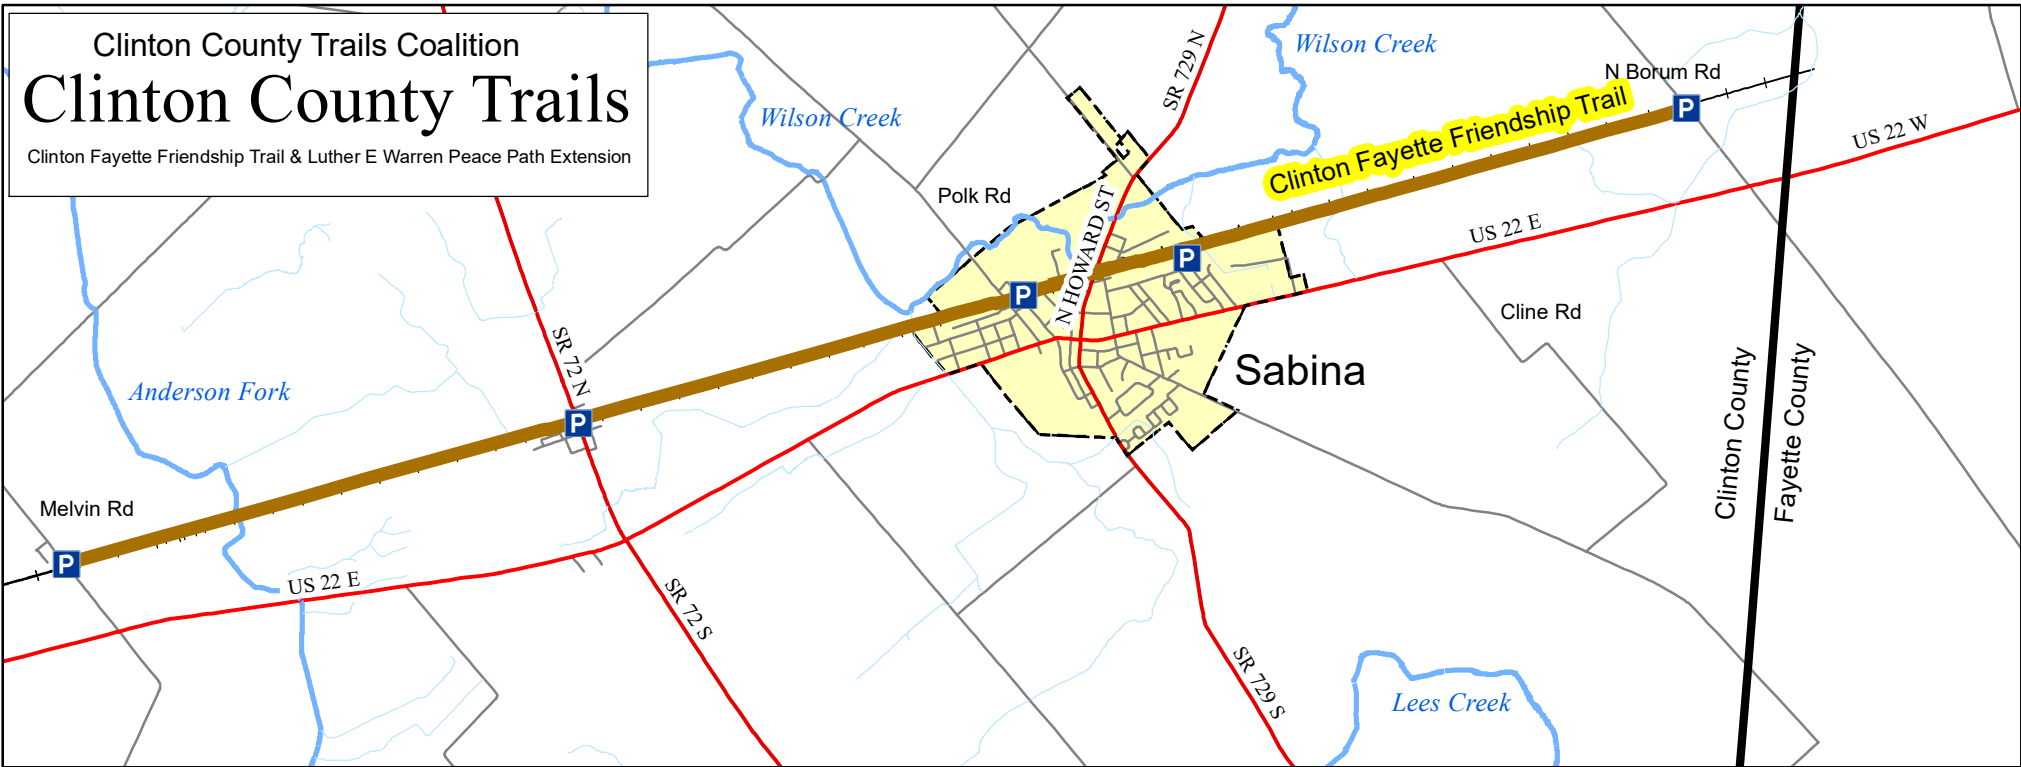 Clinton County Trails Coalition
Clinton County Trails
Clinton Fayette Friendship Trail & Luther E Warren Peace Path Extension
Wilson Creek
SR 729 N
Wilson Creek
N Borum Rd
P
Clinton Fayette Friendship Trail
US 22 W
Polk Rd
N HOWARD ST
US 22 E
P
P
Cline Rd
SR 72 N
Sabina
Anderson Fork
P
Clinton County
Fayette County
Melvin Rd
P
US 22 E
SR 72 S
SR 729 S
Lees Creek